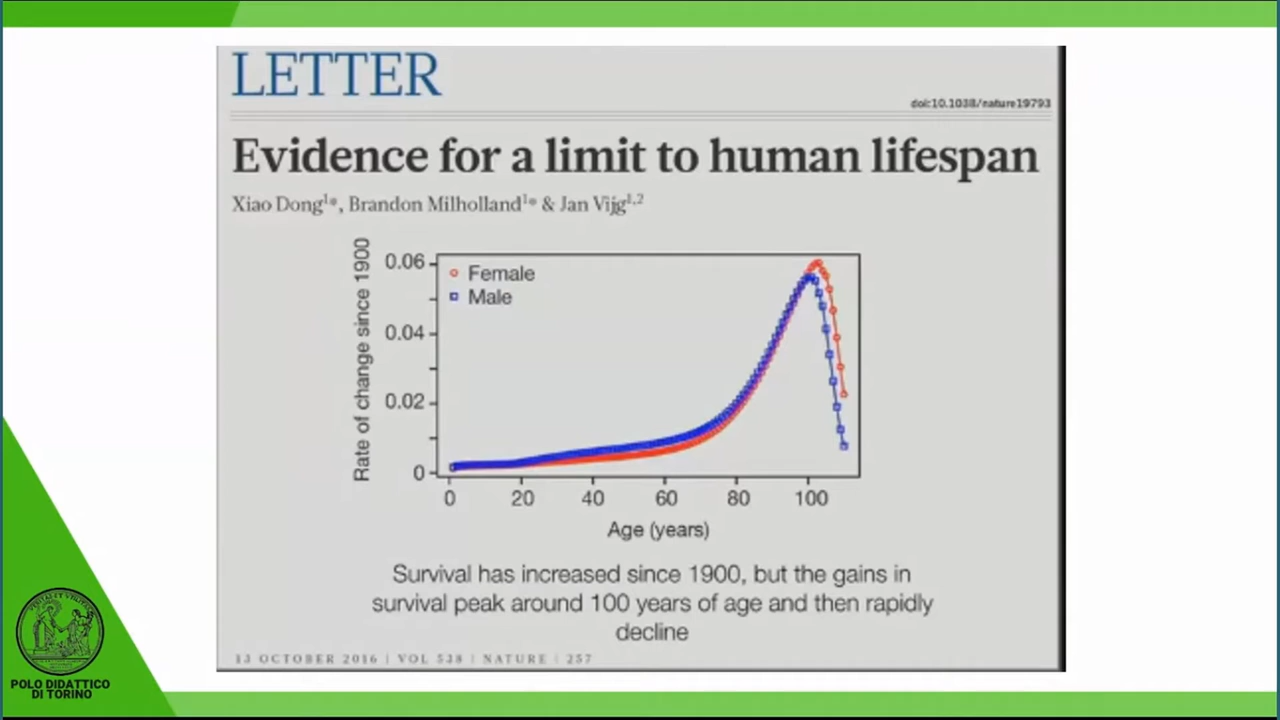 LETTER
doi:10.1038/nature19793
Evidence for a limit to human lifespan
Xiao Dong1*, Brandon Milholland1* & Jan Vijg1,2
Rate of change since 1900
0.06
0.04
0.02
0
Female
Male
0 20 40 60 80 100
Age (years)
Survival has increased since 1900, but the gains in
survival peak around 100 years of age and then rapidly
decline
13 OCTOBER 2016 | VOL 538 | NATURE | 257
POLO DIDATTICO
DI TORINO